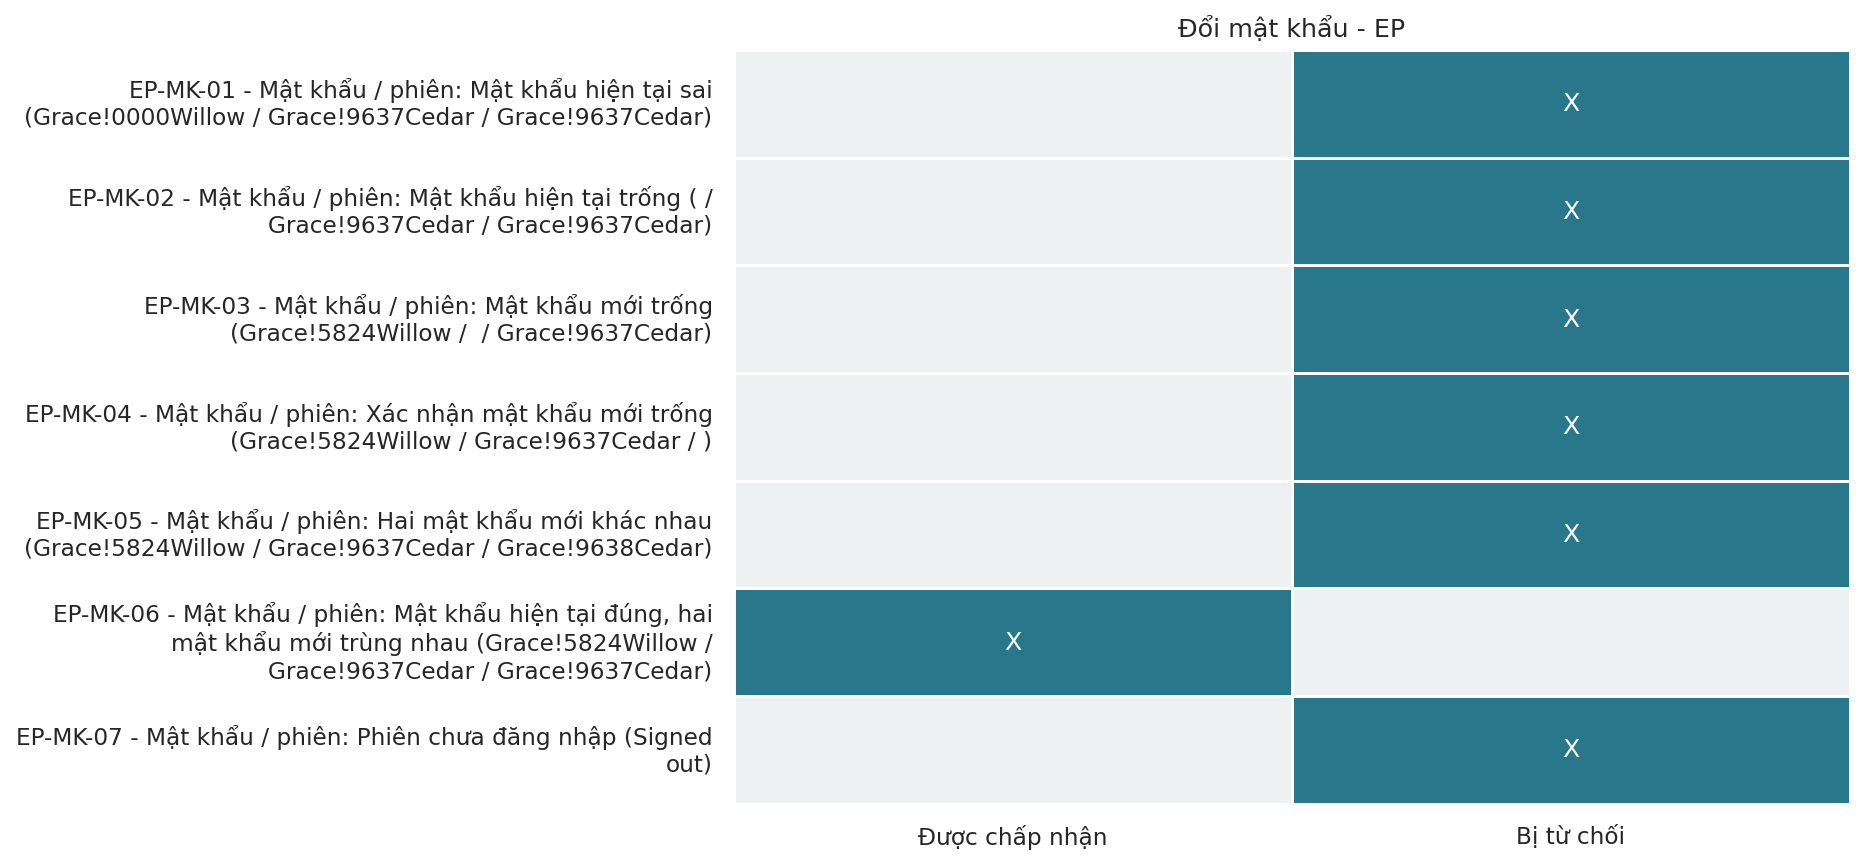 Đổi mật khẩu - EP
EP-MK-01 - Mật khẩu / phiên: Mật khẩu hiện tại sai
(Grace!0000Willow / Grace!9637Cedar / Grace!9637Cedar)
X
EP-MK-02 - Mật khẩu / phiên: Mật khẩu hiện tại trống ( /
Grace!9637Cedar / Grace!9637Cedar)
X
EP-MK-03 - Mật khẩu / phiên: Mật khẩu mới trống
(Grace!5824Willow /  / Grace!9637Cedar)
X
EP-MK-04 - Mật khẩu / phiên: Xác nhận mật khẩu mới trống
(Grace!5824Willow / Grace!9637Cedar / )
X
EP-MK-05 - Mật khẩu / phiên: Hai mật khẩu mới khác nhau
(Grace!5824Willow / Grace!9637Cedar / Grace!9638Cedar)
X
EP-MK-06 - Mật khẩu / phiên: Mật khẩu hiện tại đúng, hai
mật khẩu mới trùng nhau (Grace!5824Willow /
Grace!9637Cedar / Grace!9637Cedar)
X
EP-MK-07 - Mật khẩu / phiên: Phiên chưa đăng nhập (Signed
out)
X
Được chấp nhận
Bị từ chối